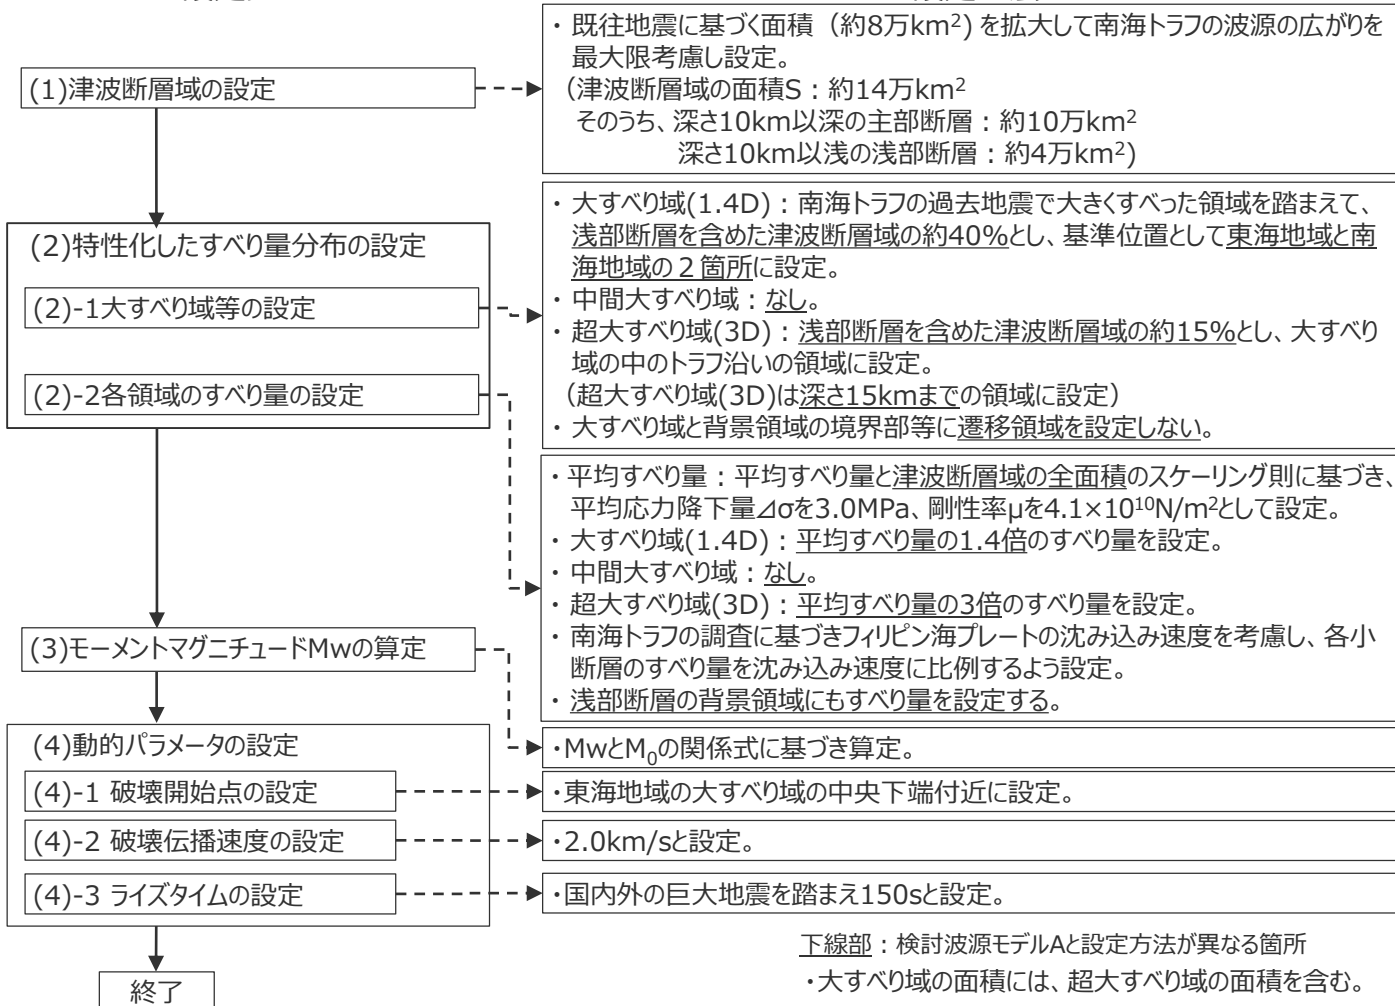 (1)津波断層域の設定
・既往地震に基づく面積（約8万km²）を拡大して南海トラフの波源の広がりを
最大限考慮し設定。
（津波断層域の面積S：約14万km²
そのうち、深さ10km以深の主部断層：約10万km²
深さ10km以浅の浅部断層：約4万km²)
(2)特性化したすべり量分布の設定
(2)-1大すべり域等の設定
・大すべり域(1.4D)：南海トラフの過去地震で大きくすべった領域を踏まえて、
浅部断層を含めた津波断層域の約40%とし、基準位置として東海地域と南
海地域の２箇所に設定。
・中間大すべり域：なし。
・超大すべり域(3D)：浅部断層を含めた津波断層域の約15%とし、大すべり
域の中のトラフ沿いの領域に設定。
（超大すべり域(3D)は深さ15kmまでの領域に設定）
・大すべり域と背景領域の境界部等に遷移領域を設定しない。
(2)-2各領域のすべり量の設定
・平均すべり量：平均すべり量と津波断層域の全面積のスケーリング則に基づき、
平均応力降下量⊿σを3.0MPa、剛性率μを4.1×10¹⁰N/m²として設定。
・大すべり域(1.4D)：平均すべり量の1.4倍のすべり量を設定。
・中間大すべり域：なし。
・超大すべり域(3D)：平均すべり量の3倍のすべり量を設定。
・南海トラフの調査に基づきフィリピン海プレートの沈み込み速度を考慮し、各小
断層のすべり量を沈み込み速度に比例するよう設定。
・浅部断層の背景領域にもすべり量を設定する。
(3)モーメントマグニチュードMwの算定
・MwとM₀の関係式に基づき算定。
(4)動的パラメータの設定
(4)-1 破壊開始点の設定
・東海地域の大すべり域の中央下端付近に設定。
(4)-2 破壊伝播速度の設定
・2.0km/sと設定。
(4)-3 ライズタイムの設定
・国内外の巨大地震を踏まえ150sと設定。
終了
下線部：検討波源モデルAと設定方法が異なる箇所
・大すべり域の面積には、超大すべり域の面積を含む。